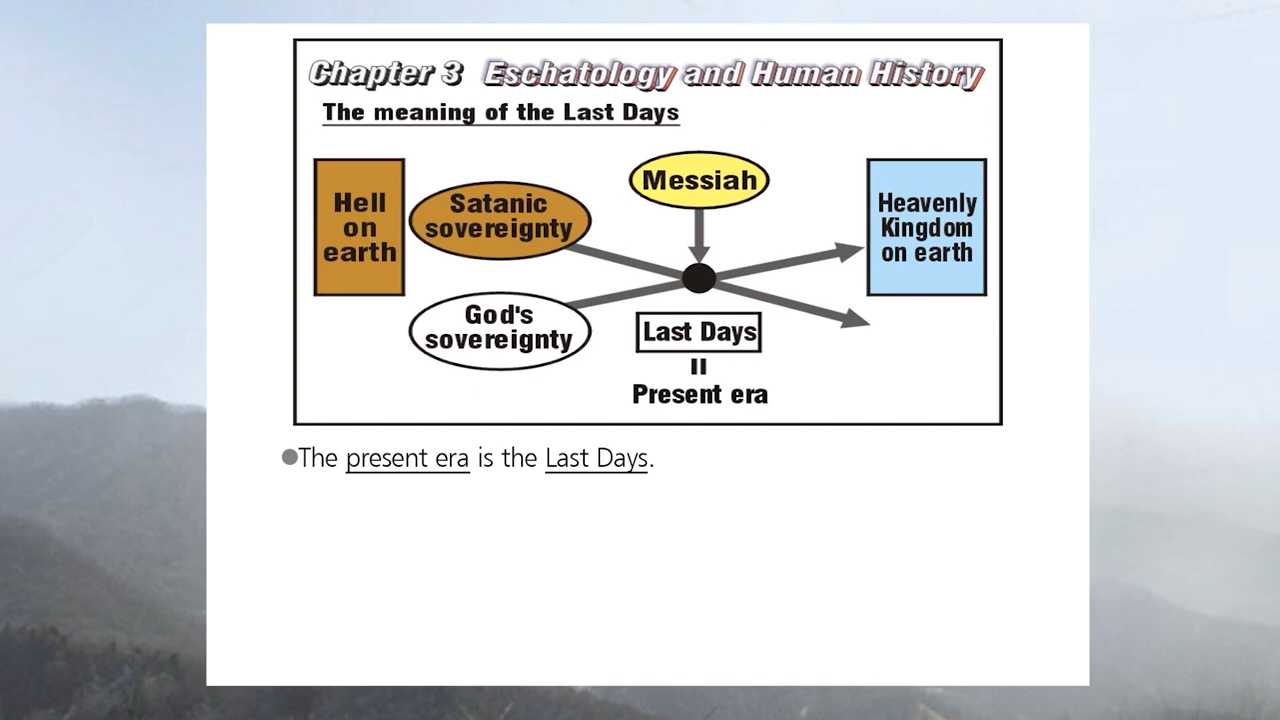 Chapter 3 Eschatology and Human History
The meaning of the Last Days
Hell
on
earth
Satanic
sovereignty
God's
sovereignty
Messiah
Last Days
=
Present era
Heavenly
Kingdom
on earth
The present era is the Last Days.